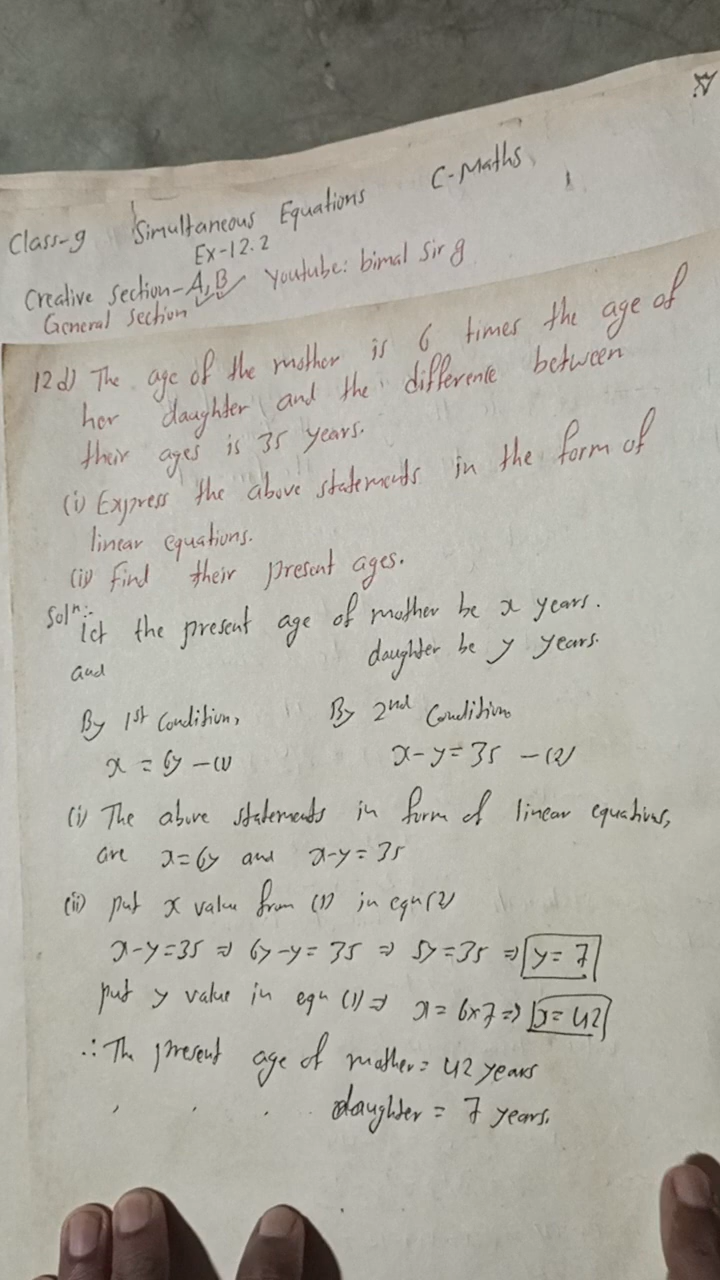 C-Maths
Class-9 Simultaneous Equations
Ex-12.2
Creative section-A,B Youtube: bimal Sir g
General Section
12 d) The age of the mother is 6 times the age of
her daughter and the difference between
their ages is 35 years.
(i) Express the above statements in the form of
linear equations.
(ii) find their present ages.
Solⁿ:-
let the present age of mother be x years.
and daughter be y years.
By 1st Condition, By 2nd Condition
x = 6y -(1) x-y=35 -(2)
(i) The above statements in form of linear equations,
are x=6y and x-y=35
(ii) put x value from (1) in eqn(2)
x-y=35 ⇒ 6y-y=35 ⇒ 5y=35 ⇒ y=7
put y value in eqn (1) ⇒ x=6×7 ⇒ x=42
∴ The present age of mother = 42 years
daughter = 7 years.